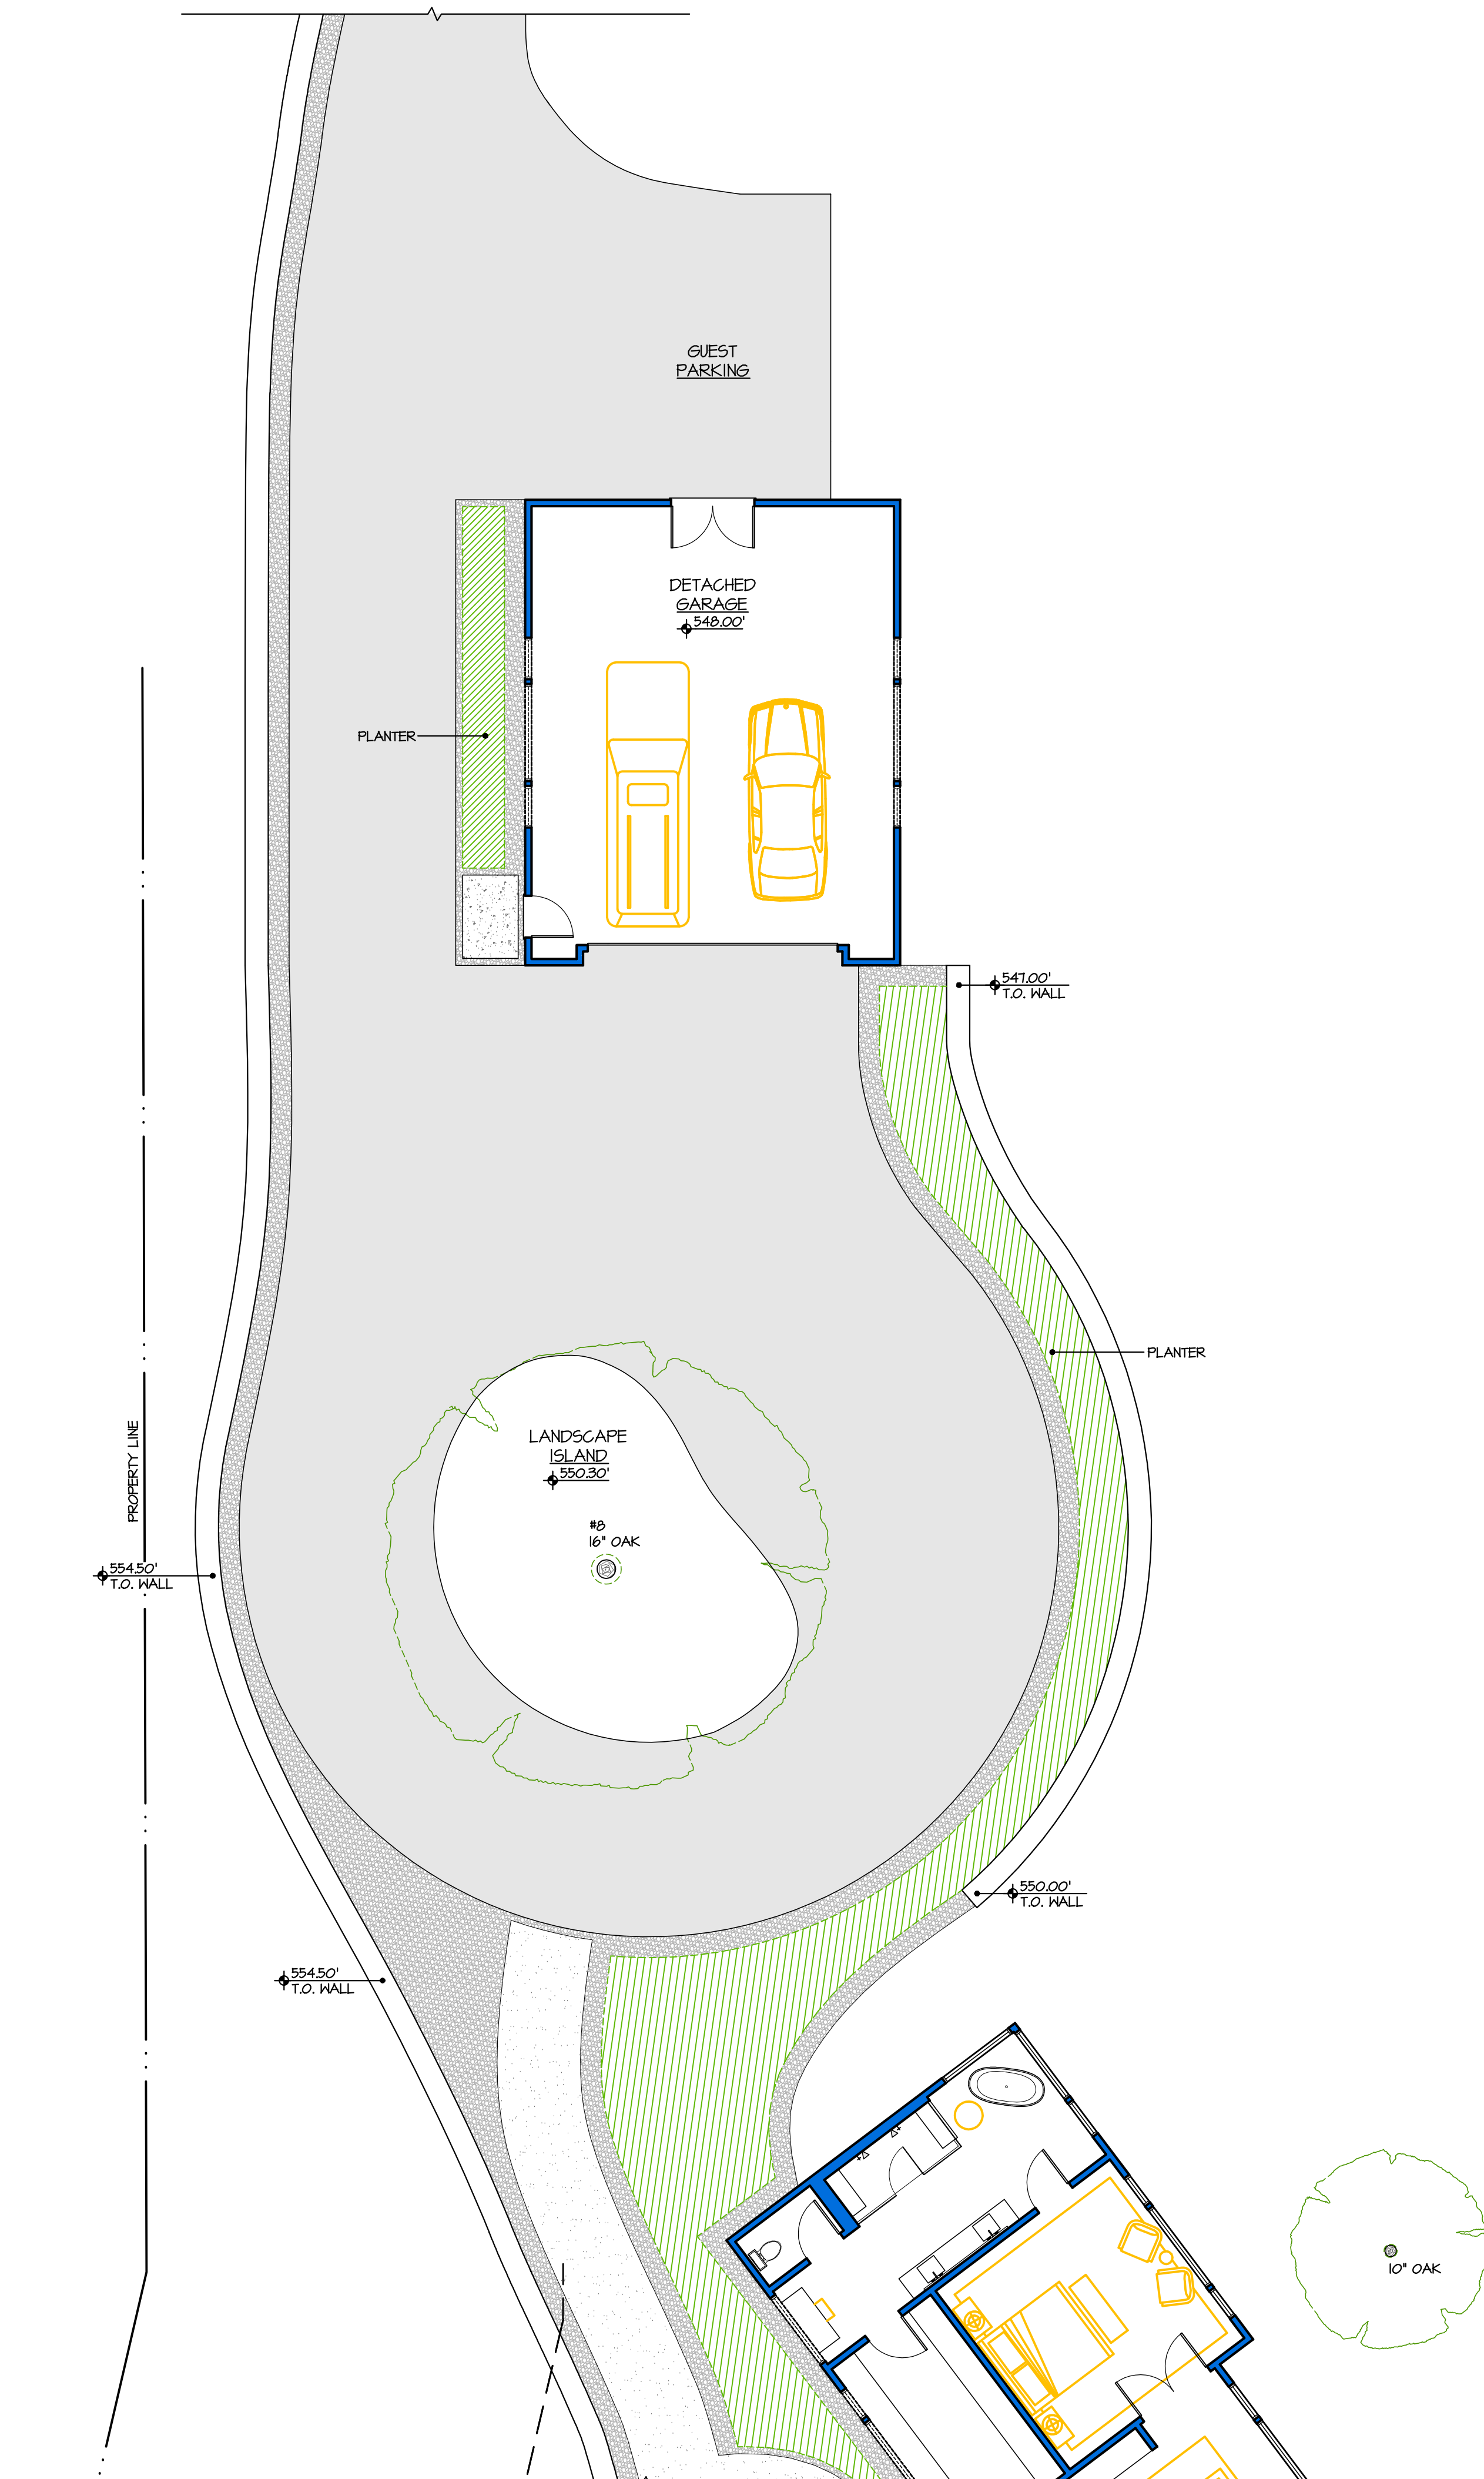 GUEST
PARKING
DETACHED
GARAGE
548.00'
PLANTER
547.00'
T.O. WALL
PLANTER
LANDSCAPE
ISLAND
550.30'
PROPERTY LINE
#8
16" OAK
554.50'
T.O. WALL
550.00'
T.O. WALL
554.50'
T.O. WALL
10" OAK